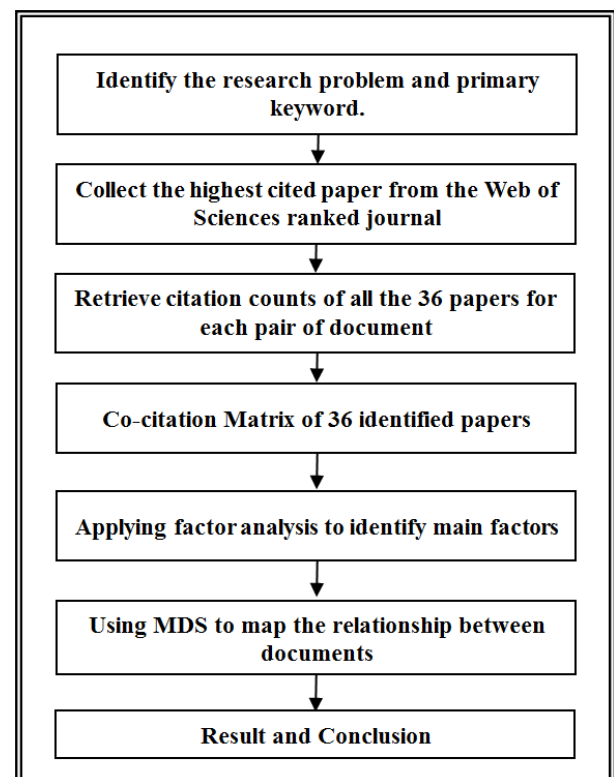 Identify the research problem and primary
keyword.
Collect the highest cited paper from the Web of
Sciences ranked journal
Retrieve citation counts of all the 36 papers for
each pair of document
Co-citation Matrix of 36 identified papers
Applying factor analysis to identify main factors
Using MDS to map the relationship between
documents
Result and Conclusion